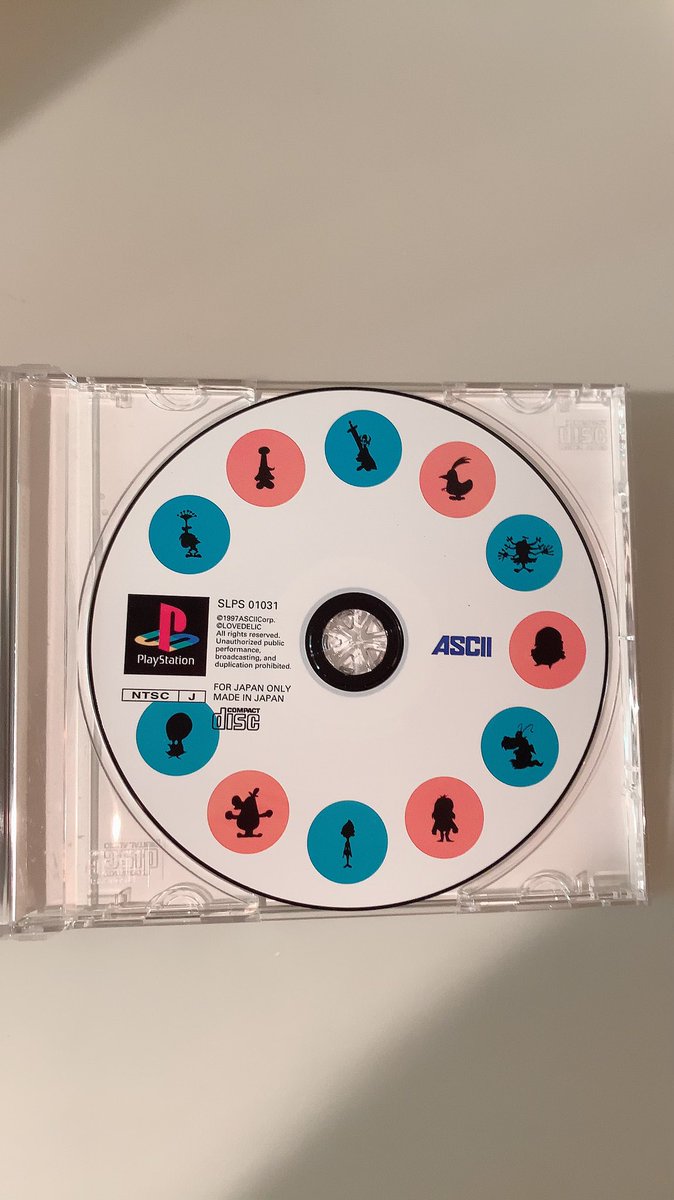 SLPS 01031
©1997ASCIICorp.
©LOVEDELIC
All rights reserved.
Unauthorized public
performance,
broadcasting, and
duplication prohibited.
PlayStation
NTSC J
FOR JAPAN ONLY
MADE IN JAPAN
COMPACT
disc
ASCII